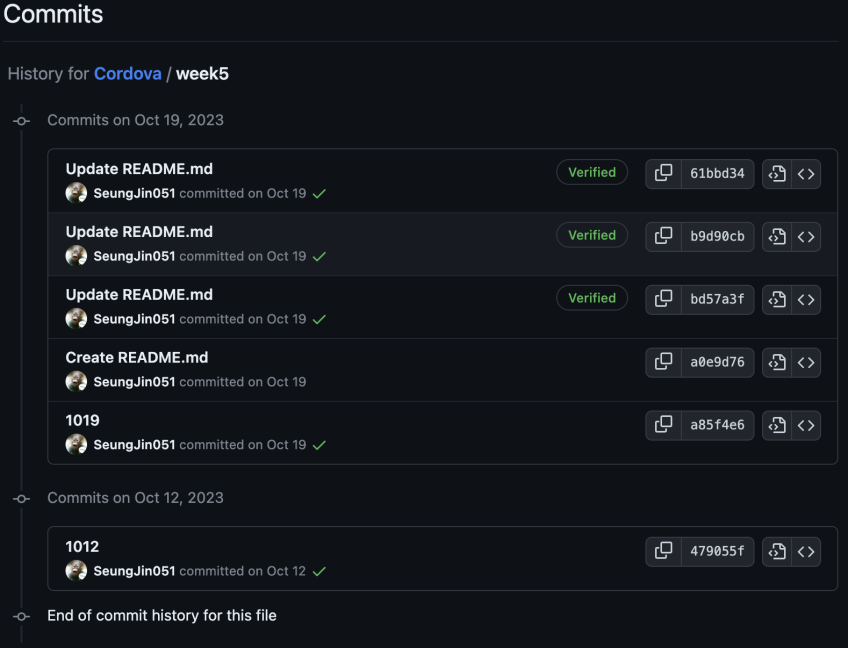 Commits
History for Cordova / week5
Commits on Oct 19, 2023
Update README.md
Verified
61bbd34
SeungJin051 committed on Oct 19
Update README.md
Verified
b9d90cb
SeungJin051 committed on Oct 19
Update README.md
Verified
bd57a3f
SeungJin051 committed on Oct 19
Create README.md
a0e9d76
SeungJin051 committed on Oct 19
1019
a85f4e6
SeungJin051 committed on Oct 19
Commits on Oct 12, 2023
1012
479055f
SeungJin051 committed on Oct 12
End of commit history for this file